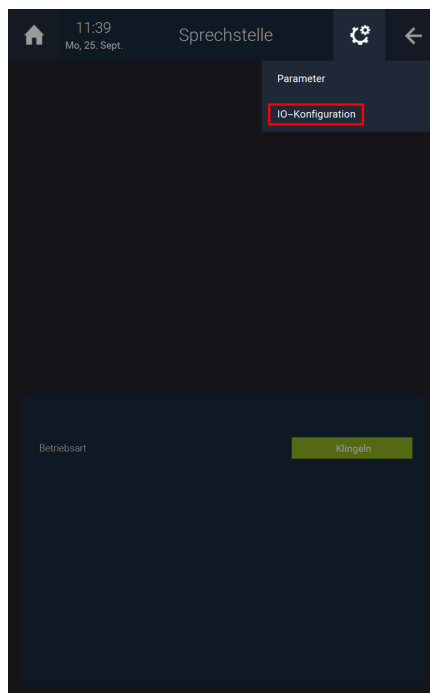 11:39
Mo, 25. Sept.
Sprechstelle
Parameter
IO-Konfiguration
Betriebsart
Klingeln